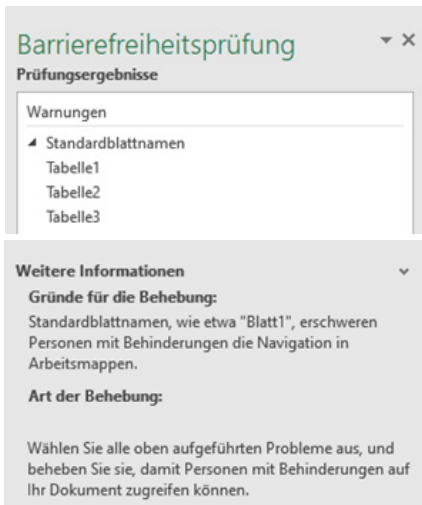 Barrierefreiheitsprüfung
Prüfungsergebnisse
Warnungen
Standardblattnamen
Tabelle1
Tabelle2
Tabelle3
Weitere Informationen
Gründe für die Behebung:
Standardblattnamen, wie etwa "Blatt1", erschweren
Personen mit Behinderungen die Navigation in
Arbeitsmappen.
Art der Behebung:
Wählen Sie alle oben aufgeführten Probleme aus, und
beheben Sie sie, damit Personen mit Behinderungen auf
Ihr Dokument zugreifen können.